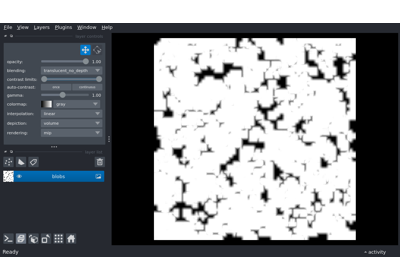 File View Layers Plugins Window Help
opacity: 1.00
blending: translucent_no_depth
contrast limits:
auto-contrast: once continuous
gamma: 1.00
colormap: gray
interpolation: linear
depiction: volume
rendering: mip
blobs
Ready
activity